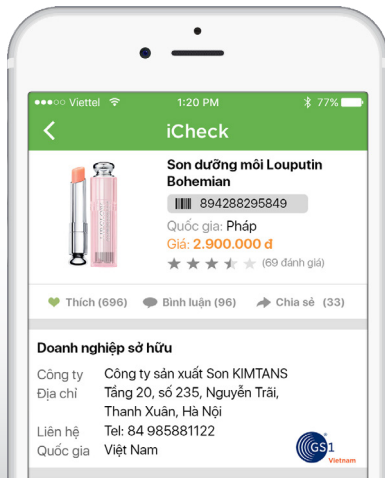 Viettel 1:20 PM 77%
iCheck
Son dưỡng môi Louputin
Bohemian
894288295849
Quốc gia: Pháp
Giá: 2.900.000 đ
(69 đánh giá)
Thích (696) Bình luận (96) Chia sẻ (33)
Doanh nghiệp sở hữu
Công ty Công ty sản xuất Son KIMTANS
Địa chỉ Tầng 20, số 235, Nguyễn Trãi,
Thanh Xuân, Hà Nội
Liên hệ Tel: 84 985881122
Quốc gia Việt Nam
GS1
Vietnam